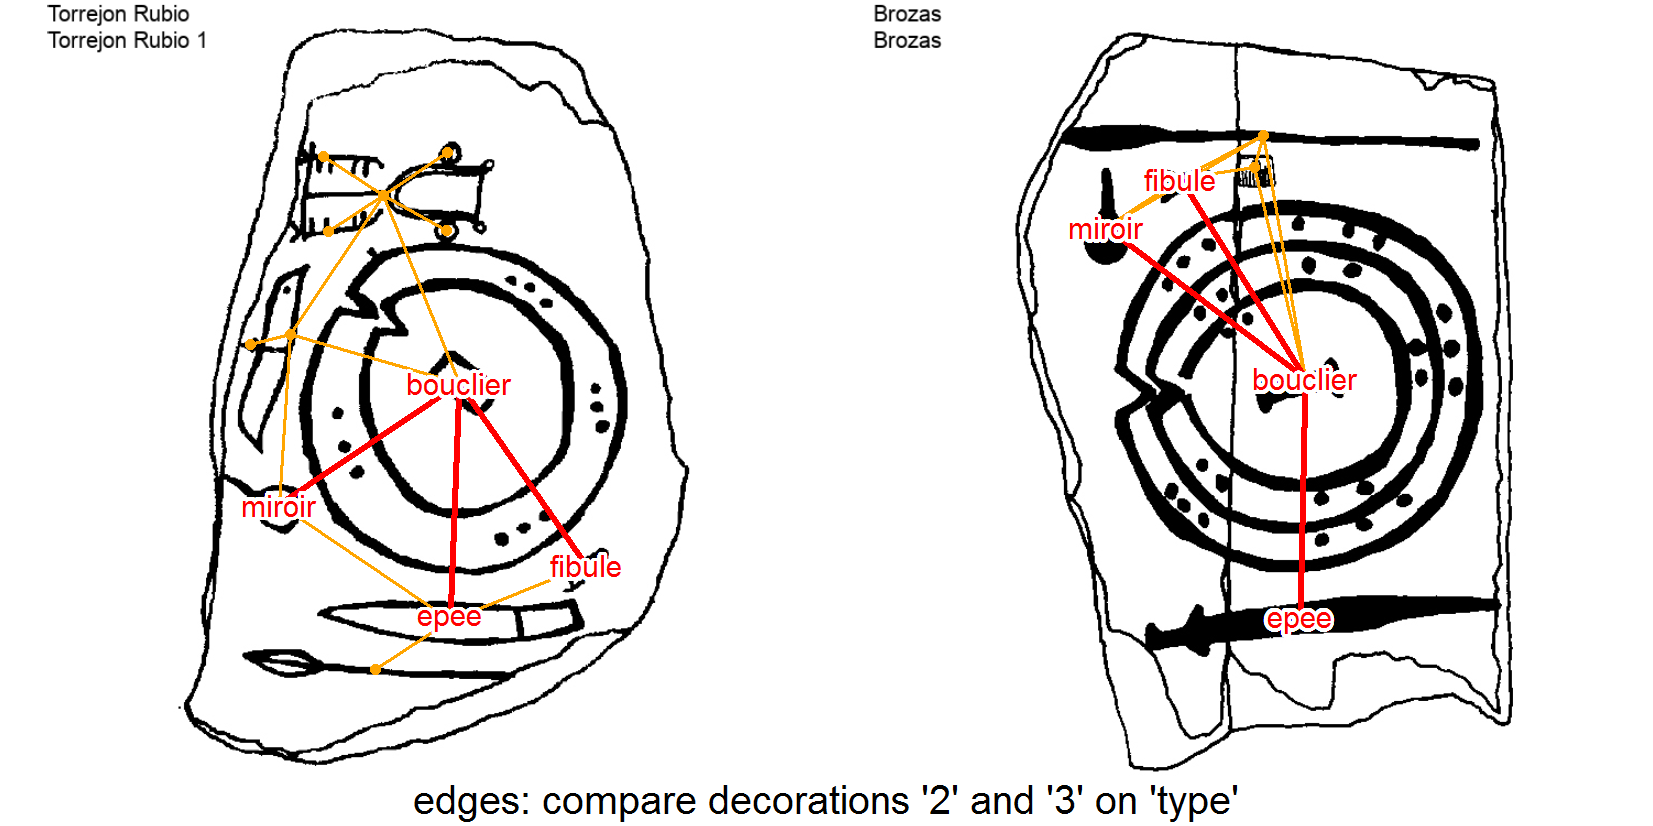 Torrejon Rubio
Torrejon Rubio 1
bouclier
miroir
fibule
epee
Brozas
Brozas
fibule
miroir
bouclier
epee
edges: compare decorations '2' and '3' on 'type'